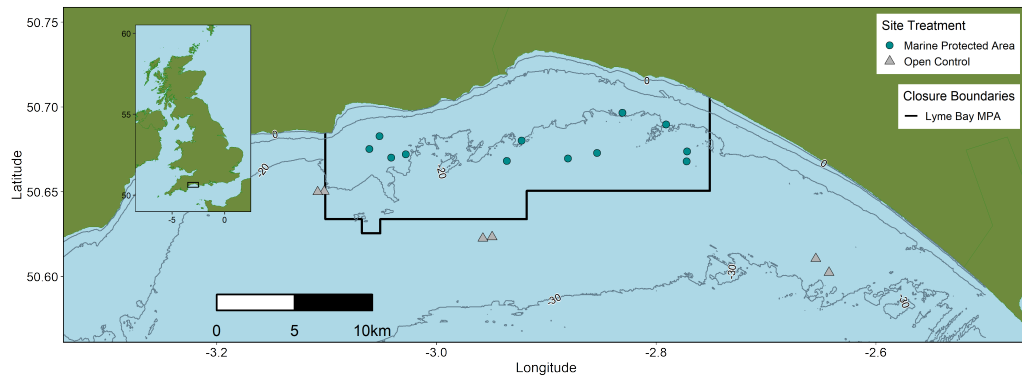 50.75
50.70
50.65
50.60
Latitude
60
55
50
-5
0
Site Treatment
Marine Protected Area
Open Control
Closure Boundaries
Lyme Bay MPA
0
0
0
-20
-20
-30
-30
-30
0 5 10km
-3.2 -3.0 -2.8 -2.6
Longitude